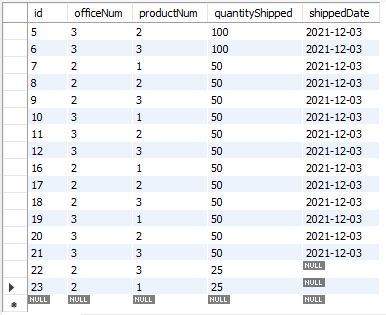 id officeNum productNum quantityShipped shippedDate
5 3 2 100 2021-12-03
6 3 3 100 2021-12-03
7 2 1 50 2021-12-03
8 2 2 50 2021-12-03
9 2 3 50 2021-12-03
10 3 1 50 2021-12-03
11 3 2 50 2021-12-03
12 3 3 50 2021-12-03
16 2 1 50 2021-12-03
17 2 2 50 2021-12-03
18 2 3 50 2021-12-03
19 3 1 50 2021-12-03
20 3 2 50 2021-12-03
21 3 3 50 2021-12-03
22 2 3 25 NULL
23 2 1 25 NULL
NULL NULL NULL NULL NULL